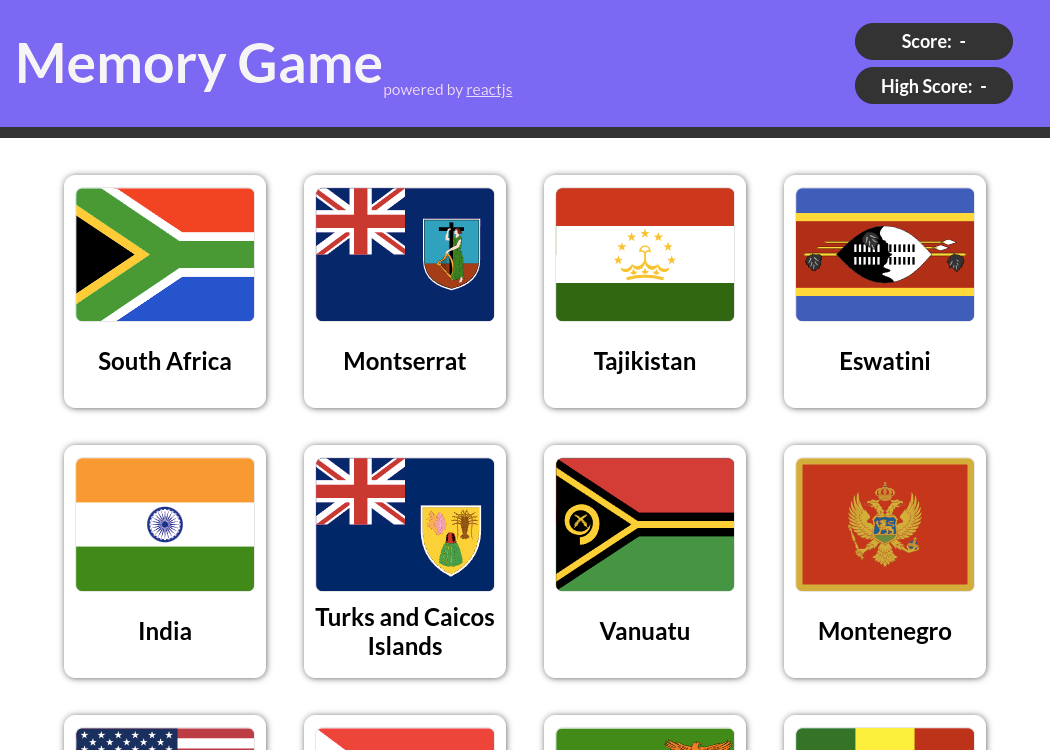 Memory Game
powered by reactjs
Score: -
High Score: -
South Africa
Montserrat
Tajikistan
Eswatini
India
Turks and Caicos
Islands
Vanuatu
Montenegro